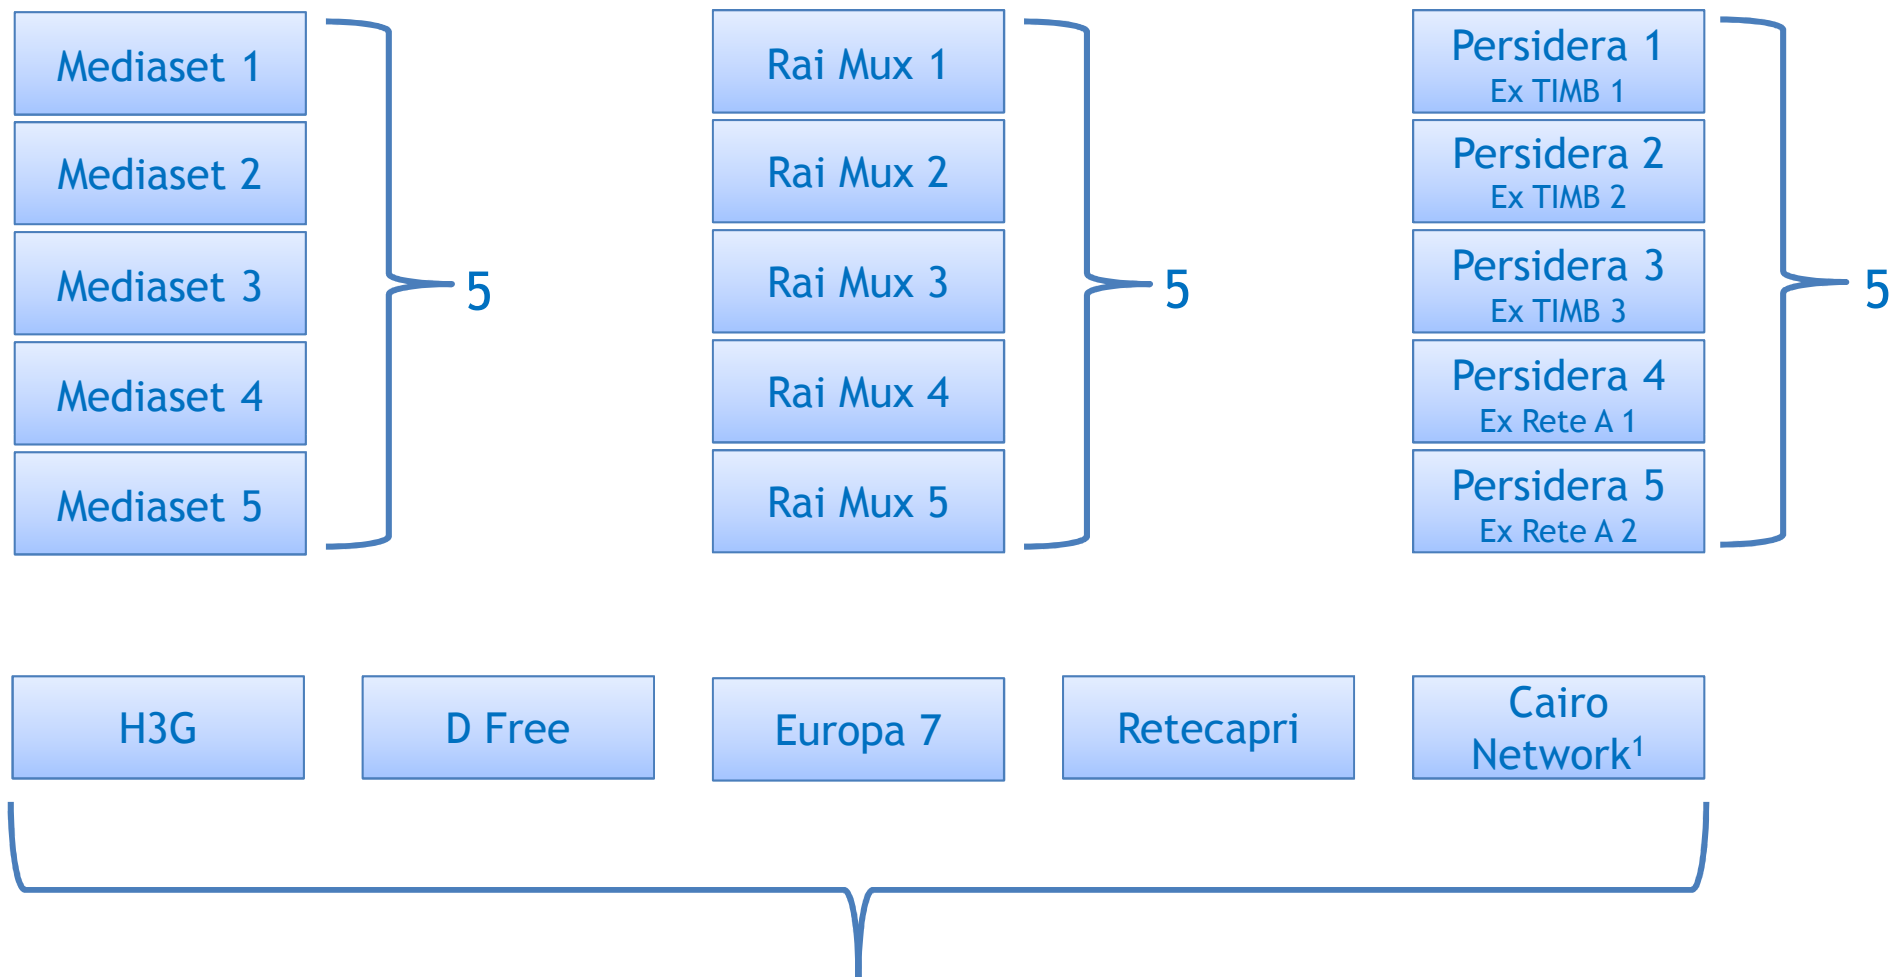 Mediaset 1
Mediaset 2
Mediaset 3
Mediaset 4
Mediaset 5
5
Rai Mux 1
Rai Mux 2
Rai Mux 3
Rai Mux 4
Rai Mux 5
5
Persidera 1
Ex TIMB 1
Persidera 2
Ex TIMB 2
Persidera 3
Ex TIMB 3
Persidera 4
Ex Rete A 1
Persidera 5
Ex Rete A 2
5
H3G
D Free
Europa 7
Retecapri
Cairo
Network¹